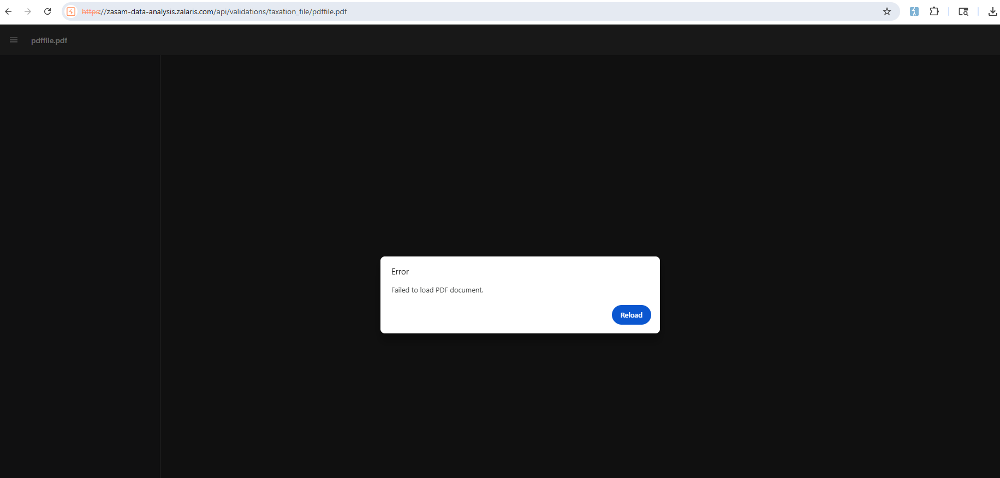 https://zasam-data-analysis.zalaris.com/api/validations/taxation_file/pdffile.pdf
pdffile.pdf
Error
Failed to load PDF document.
Reload